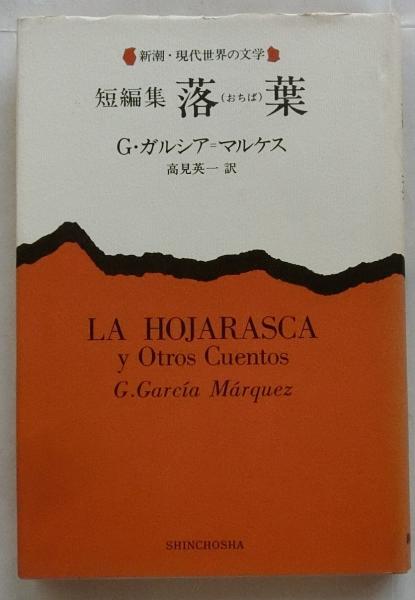 新潮・現代世界の文学
短編集 落(おちば)葉
G・ガルシア=マルケス
高見英一 訳
LA HOJARASCA
y Otros Cuentos
G.García Márquez
SHINCHOSHA